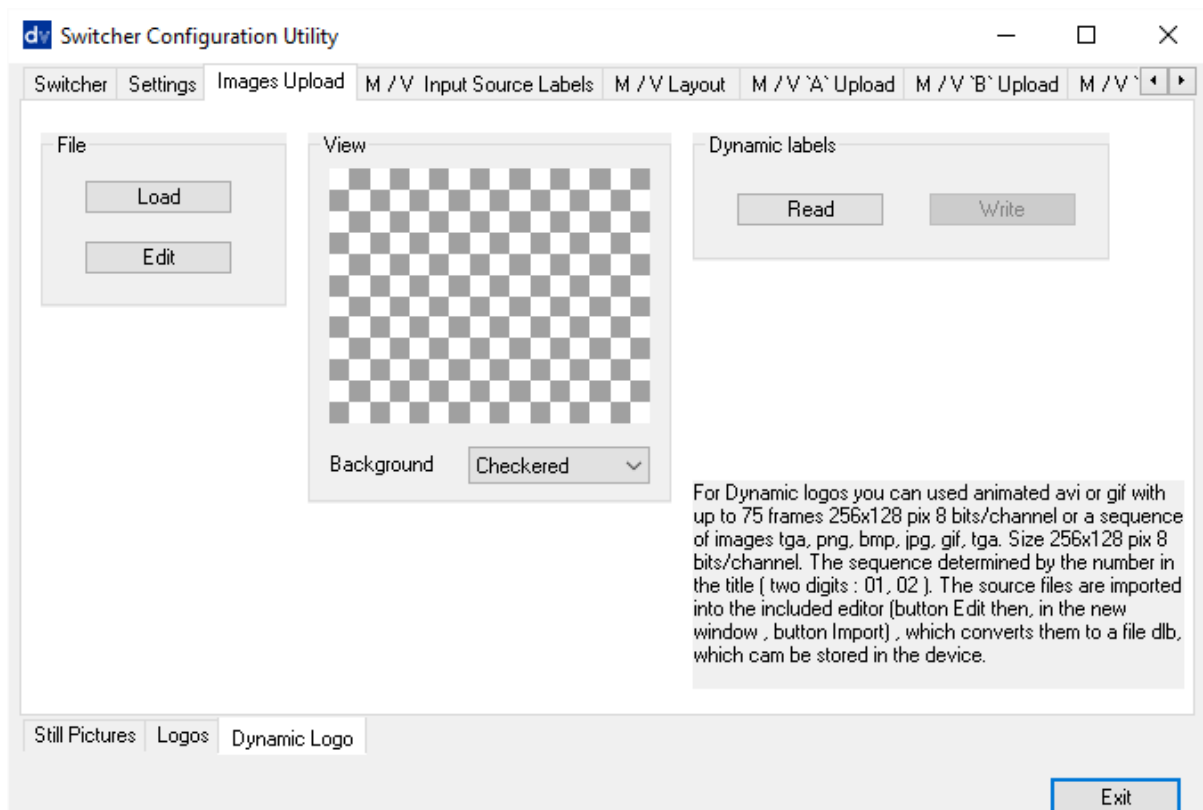 dv Switcher Configuration Utility
Switcher Settings Images Upload M / V Input Source Labels M / V Layout M / V `A` Upload M / V `B` Upload M / V `
File
Load
Edit
View
Background Checkered
Dynamic labels
Read Write
For Dynamic logos you can used animated avi or gif with
up to 75 frames 256x128 pix 8 bits/channel or a sequence
of images tga, png, bmp, jpg, gif, tga. Size 256x128 pix 8
bits/channel. The sequence determined by the number in
the title ( two digits : 01, 02 ). The source files are imported
into the included editor (button Edit then, in the new
window , button Import) , which converts them to a file dlb,
which cam be stored in the device.
Still Pictures Logos Dynamic Logo
Exit